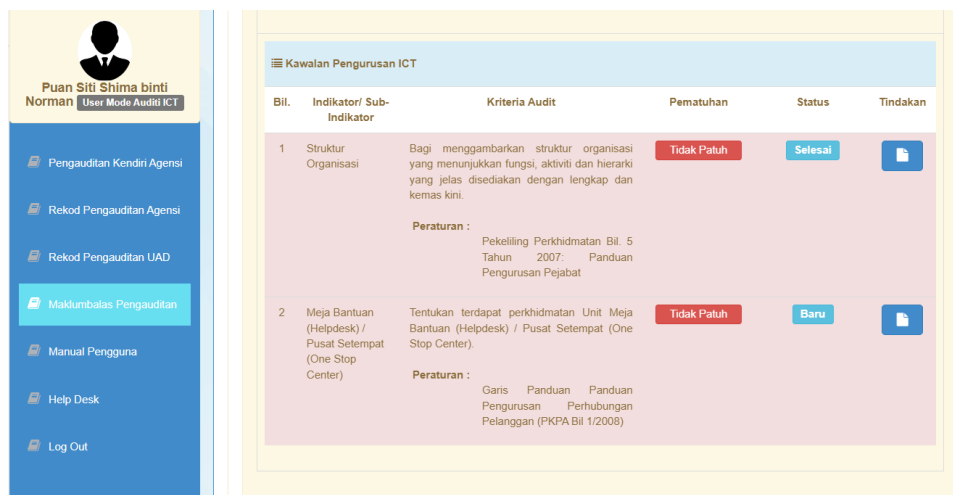 Puan Siti Shima binti
Norman User Mode Auditi ICT
Pengauditan Kendiri Agensi
Rekod Pengauditan Agensi
Rekod Pengauditan UAD
Maklumbalas Pengauditan
Manual Pengguna
Help Desk
Log Out
Kawalan Pengurusan ICT
Bil. Indikator/ Sub- Kriteria Audit Pematuhan Status Tindakan
Indikator
1 Struktur Bagi menggambarkan struktur organisasi Tidak Patuh Selesai
Organisasi yang menunjukkan fungsi, aktiviti dan hierarki
yang jelas disediakan dengan lengkap dan
kemas kini.
Peraturan :
Pekeliling Perkhidmatan Bil. 5
Tahun 2007: Panduan
Pengurusan Pejabat
2 Meja Bantuan Tentukan terdapat perkhidmatan Unit Meja Tidak Patuh Baru
(Helpdesk) / Bantuan (Helpdesk) / Pusat Setempat (One
Pusat Setempat Stop Center).
(One Stop
Center) Peraturan :
Garis Panduan Panduan
Pengurusan Perhubungan
Pelanggan (PKPA Bil 1/2008)